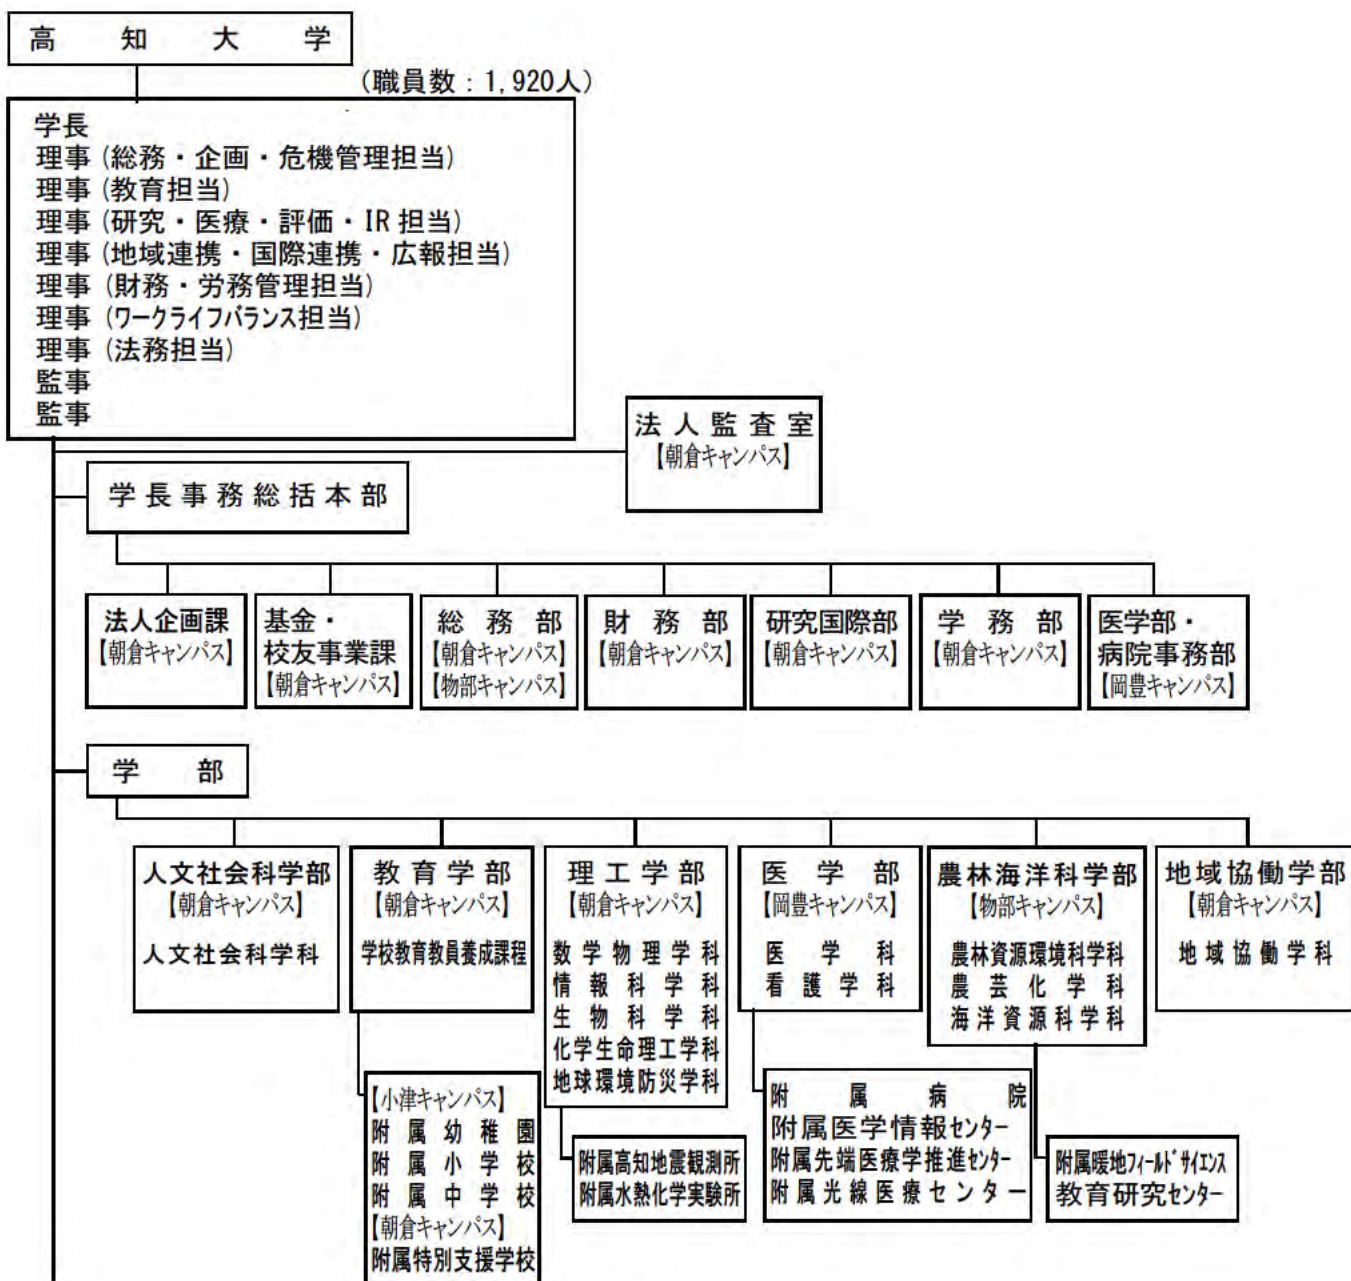 高知大学
(職員数:1,920人)
学長
理事(総務・企画・危機管理担当)
理事(教育担当)
理事(研究・医療・評価・IR担当)
理事(地域連携・国際連携・広報担当)
理事(財務・労務管理担当)
理事(ワークライフバランス担当)
理事(法務担当)
監事
監事
法人監査室
【朝倉キャンパス】
学長事務総括本部
法人企画課
【朝倉キャンパス】
基金・
校友事業課
【朝倉キャンパス】
総務部
【朝倉キャンパス】
【物部キャンパス】
財務部
【朝倉キャンパス】
研究国際部
【朝倉キャンパス】
学務部
【朝倉キャンパス】
医学部・
病院事務部
【岡豊キャンパス】
学部
人文社会科学部
【朝倉キャンパス】
人文社会科学科
教育学部
【朝倉キャンパス】
学校教育教員養成課程
【小津キャンパス】
附属幼稚園
附属小学校
附属中学校
【朝倉キャンパス】
附属特別支援学校
理工学部
【朝倉キャンパス】
数学物理学科
情報科学科
生物科学科
化学生命理工学科
地球環境防災学科
附属高知地震観測所
附属水熱化学実験所
医学部
【岡豊キャンパス】
医学科
看護学科
附属病院
附属医学情報センター
附属先端医療学推進センター
附属光線医療センター
農林海洋科学部
【物部キャンパス】
農林資源環境科学科
農芸化学科
海洋資源科学科
附属暖地フィールドサイエンス
教育研究センター
地域協働学部
【朝倉キャンパス】
地域協働学科